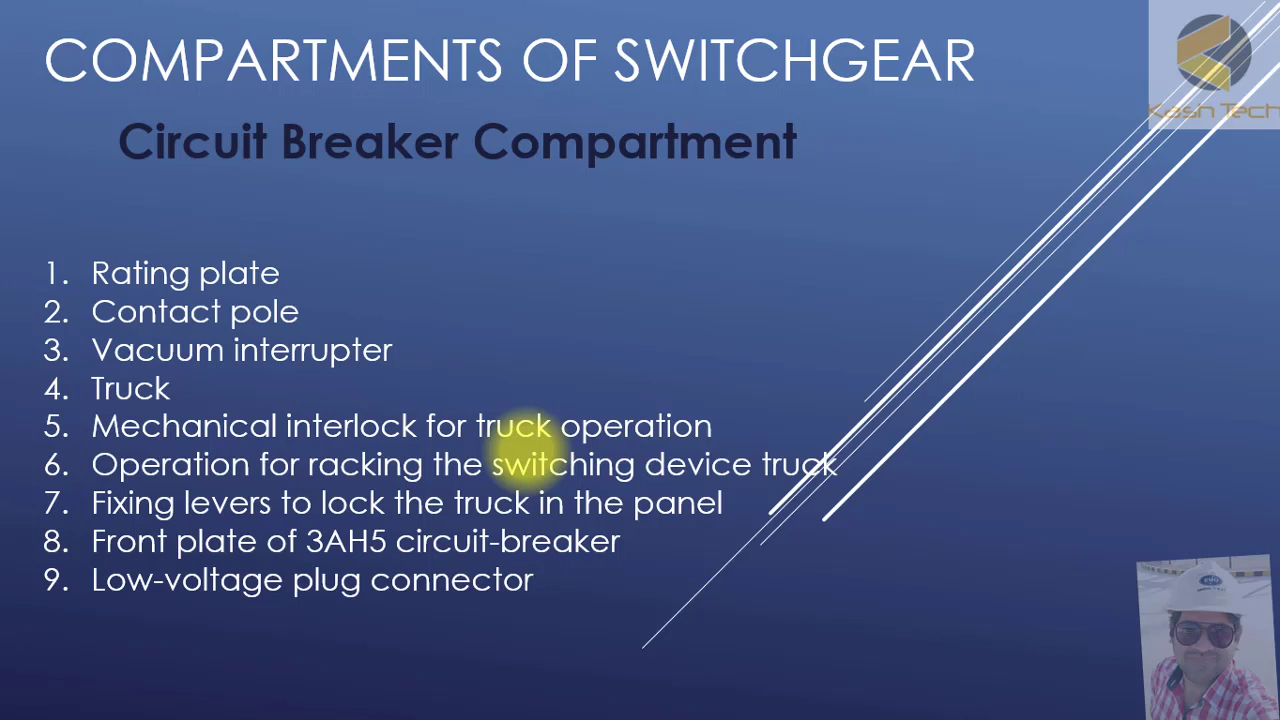 COMPARTMENTS OF SWITCHGEAR
Kash Tech
Circuit Breaker Compartment
1. Rating plate
2. Contact pole
3. Vacuum interrupter
4. Truck
5. Mechanical interlock for truck operation
6. Operation for racking the switching device truck
7. Fixing levers to lock the truck in the panel
8. Front plate of 3AH5 circuit-breaker
9. Low-voltage plug connector